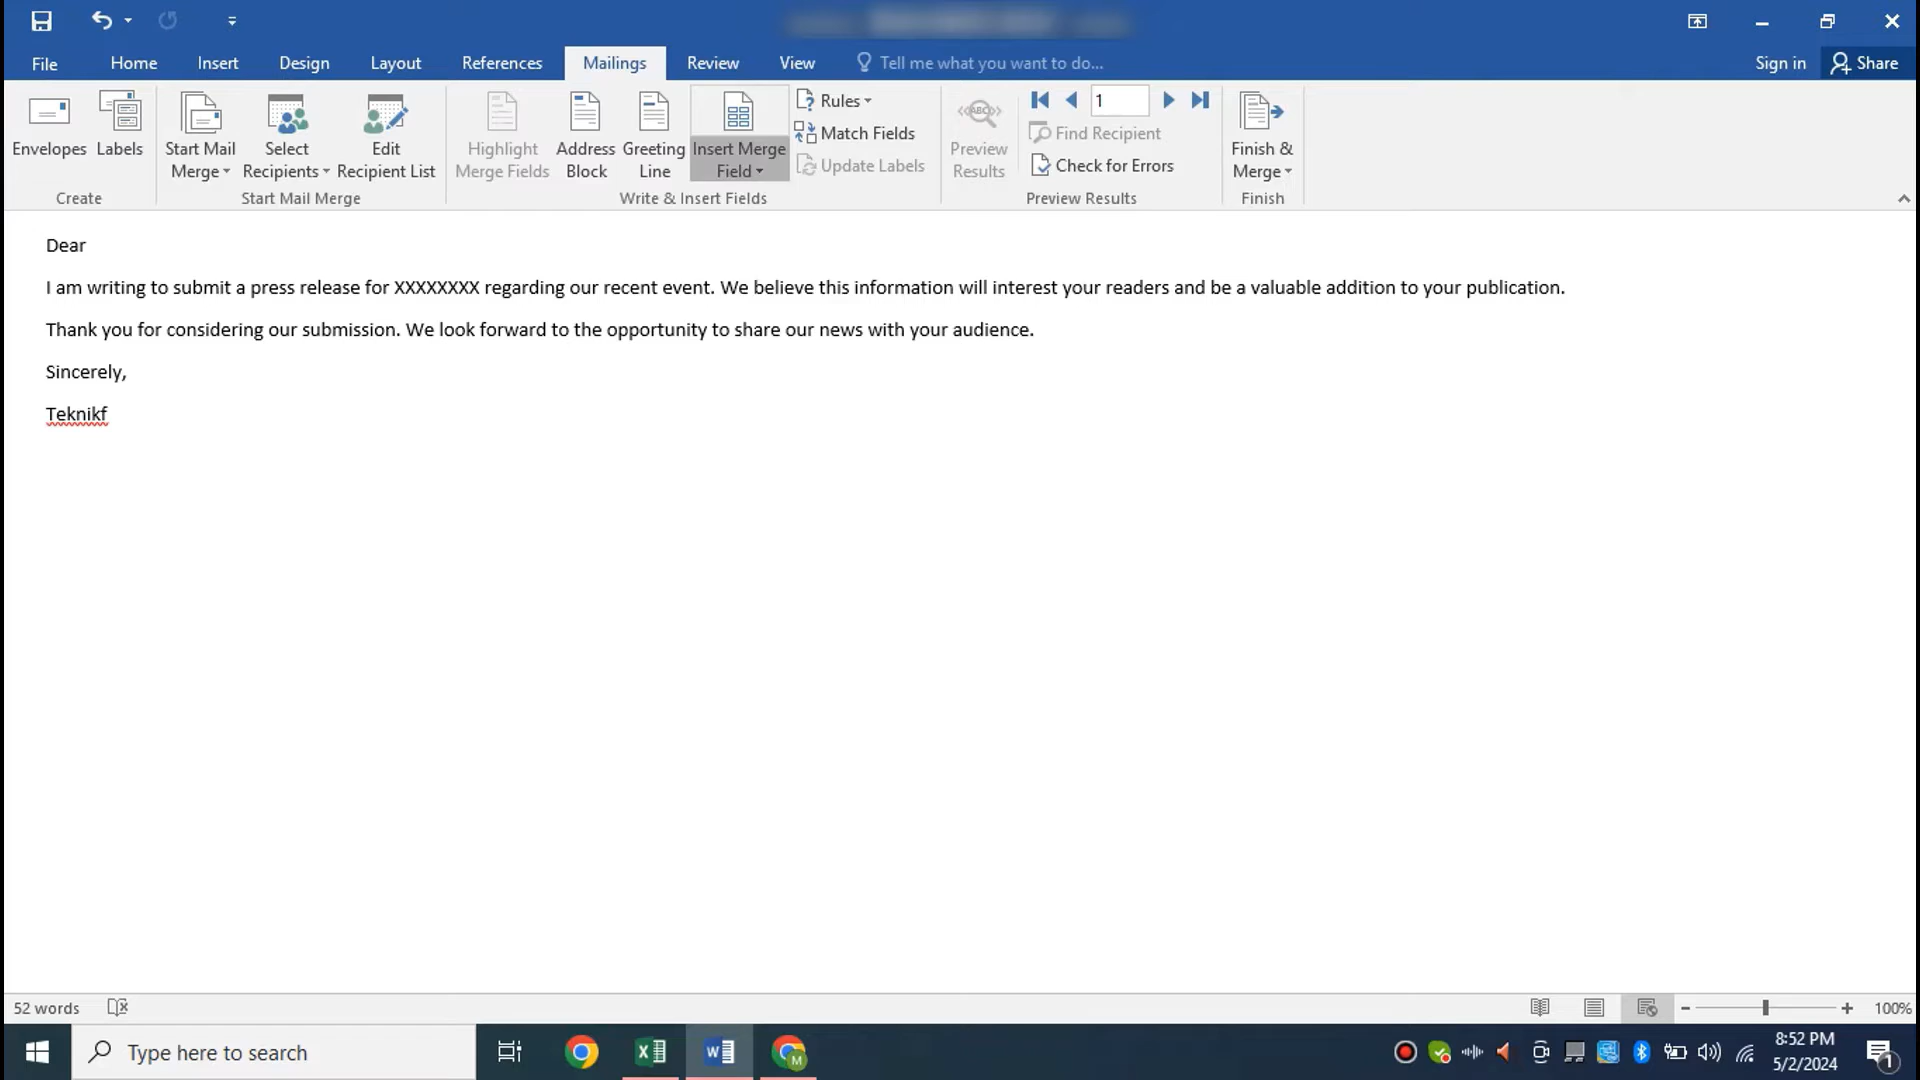 File Home Insert Design Layout References Mailings Review View Tell me what you want to do... Sign in Share
Envelopes Labels Start Mail Merge Select Recipients Edit Recipient List Highlight Merge Fields Address Block Greeting Line Insert Merge Field Rules Match Fields Update Labels Preview Results 1 Find Recipient Check for Errors Finish & Merge
Create Start Mail Merge Write & Insert Fields Preview Results Finish
Dear
I am writing to submit a press release for XXXXXXXX regarding our recent event. We believe this information will interest your readers and be a valuable addition to your publication.
Thank you for considering our submission. We look forward to the opportunity to share our news with your audience.
Sincerely,
Teknikf
52 words 100%
Type here to search 8:52 PM
5/2/2024 1